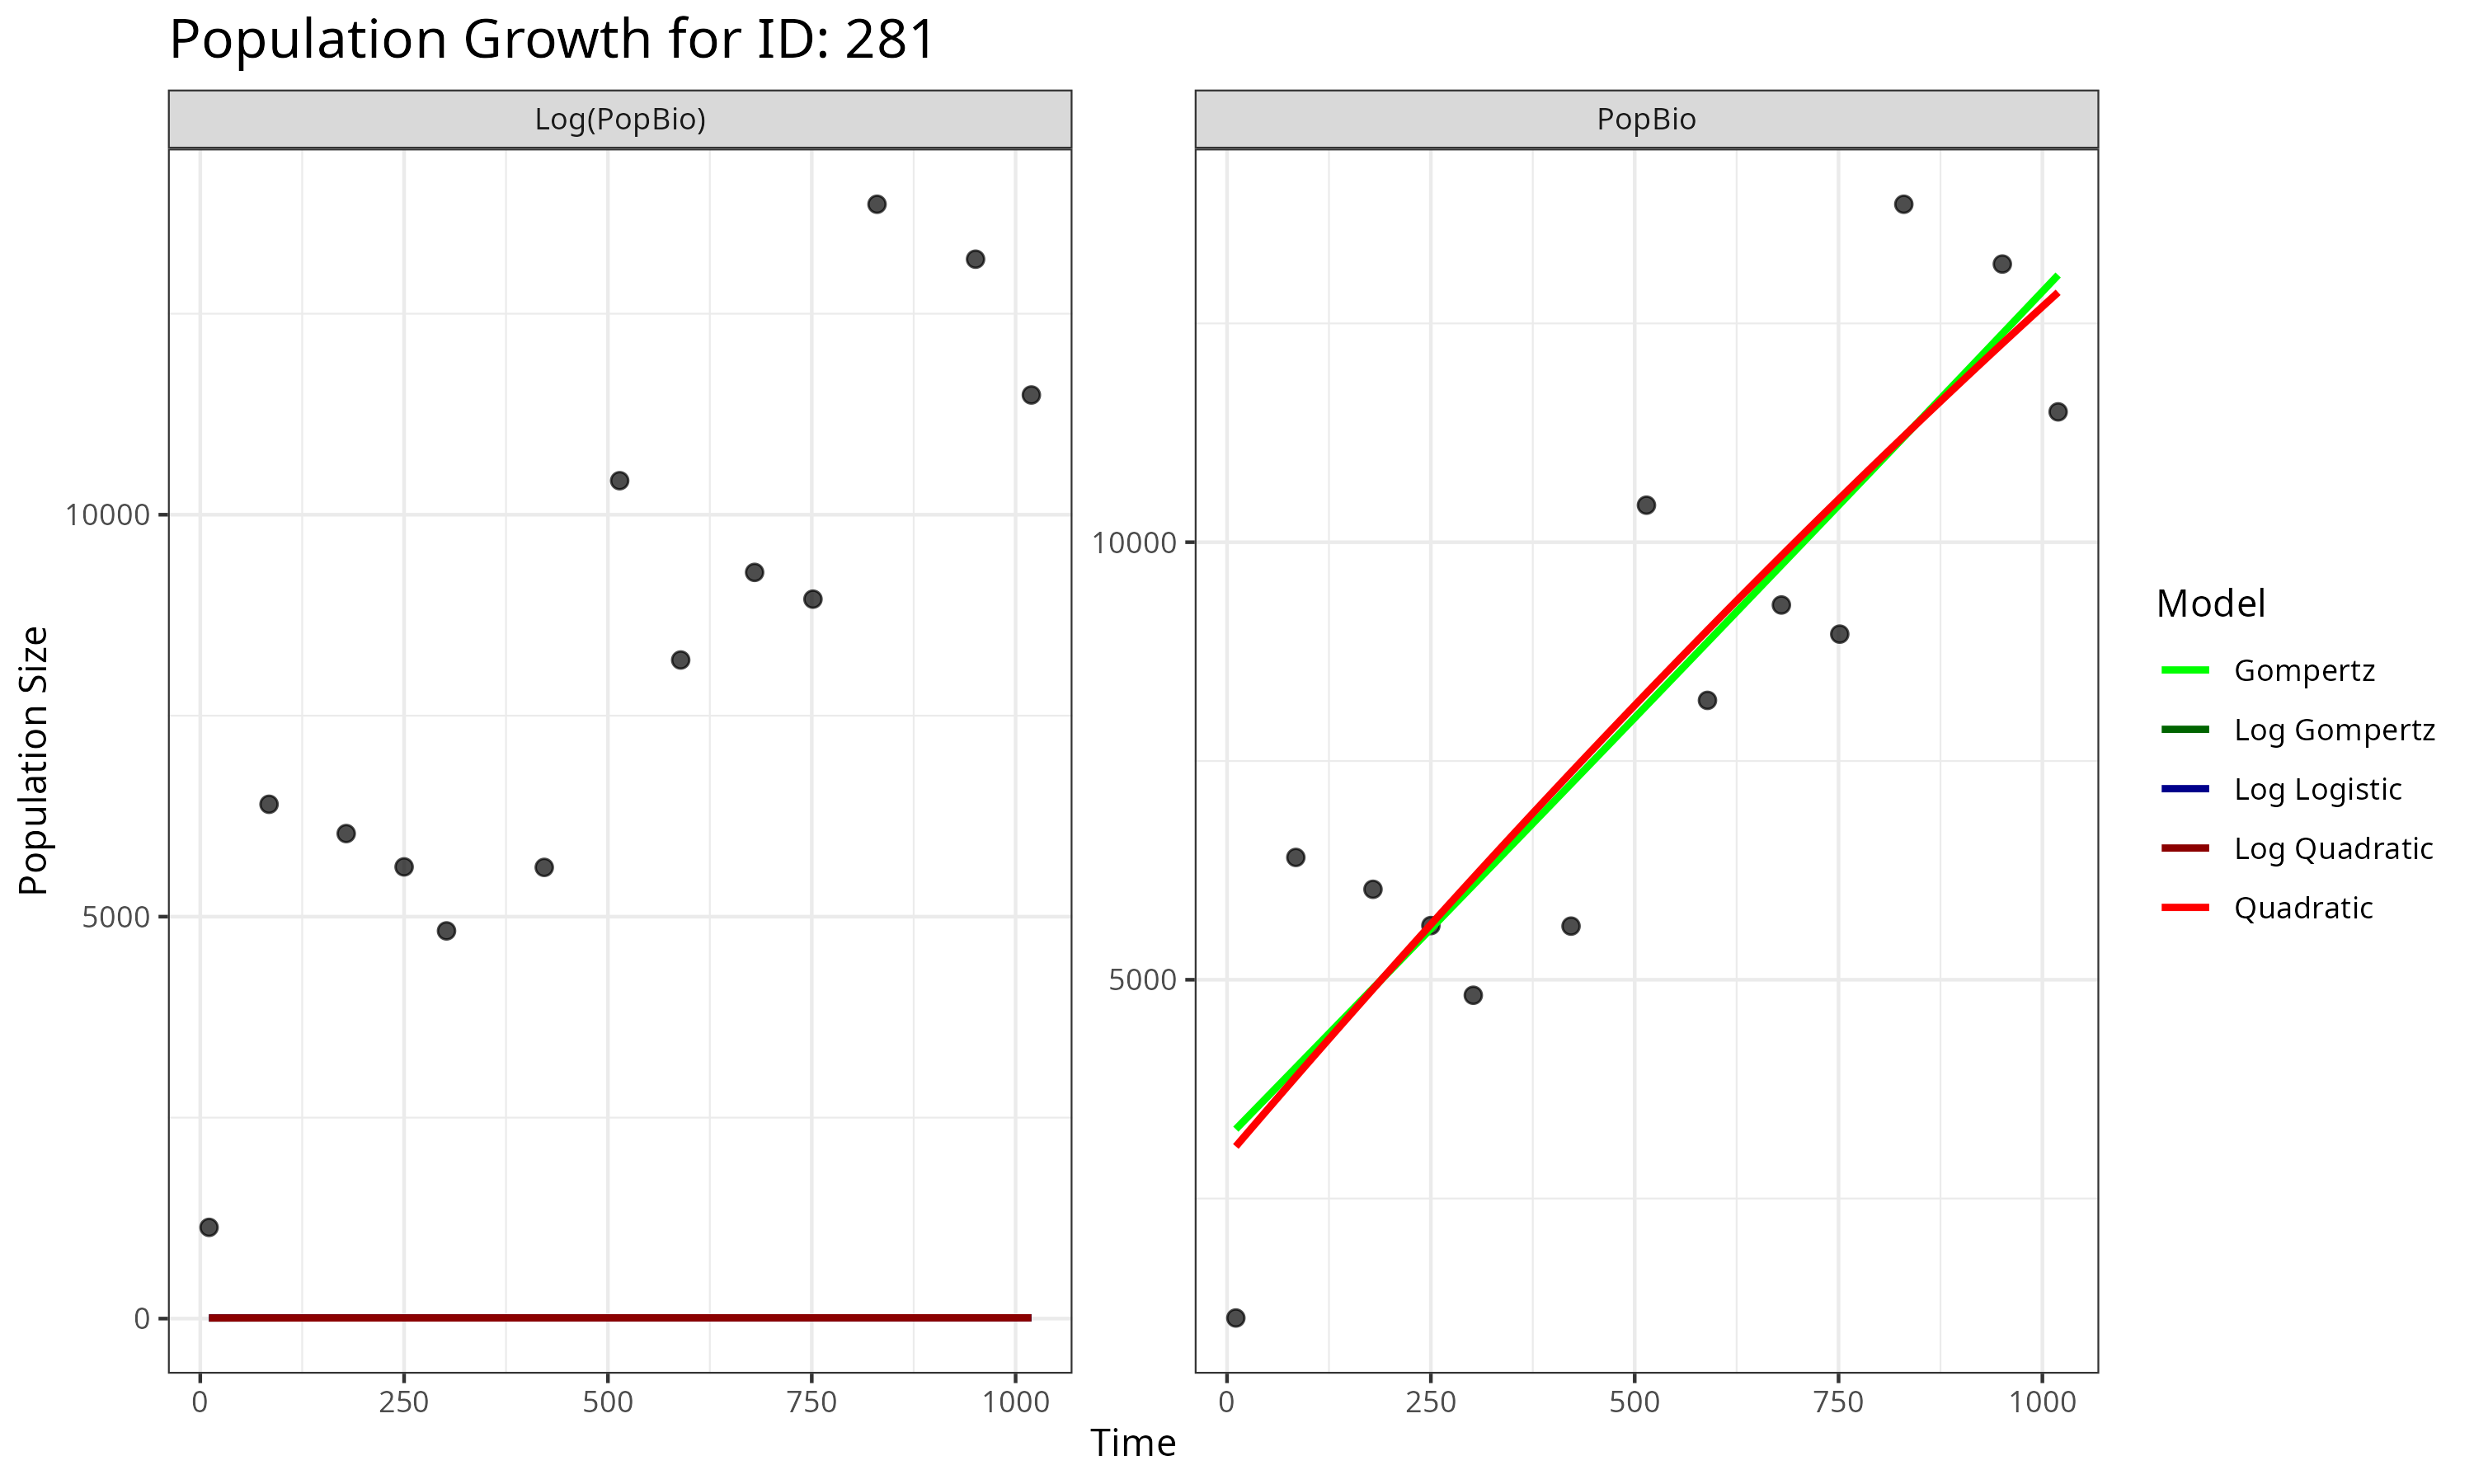 Population Growth for ID: 281
Log(PopBio)
PopBio
Population Size
10000
5000
0
10000
5000
0 250 500 750 1000
0 250 500 750 1000
Time
Model
Gompertz
Log Gompertz
Log Logistic
Log Quadratic
Quadratic